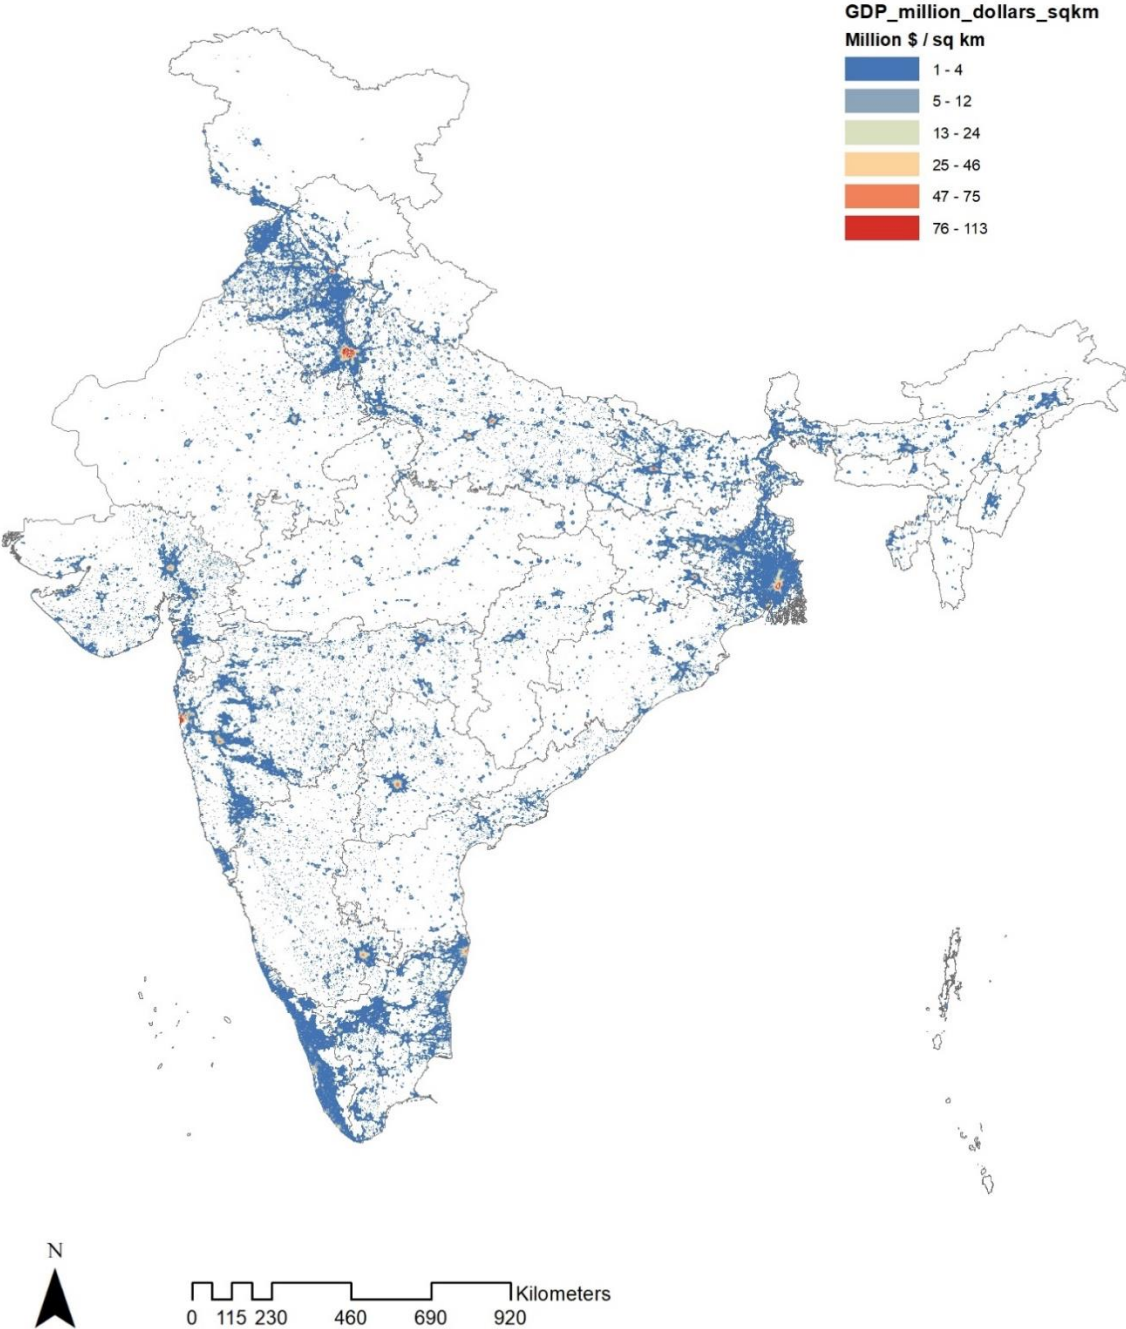 GDP_million_dollars_sqkm
Million $ / sq km
1 - 4
5 - 12
13 - 24
25 - 46
47 - 75
76 - 113
N
Kilometers
0 115 230 460 690 920